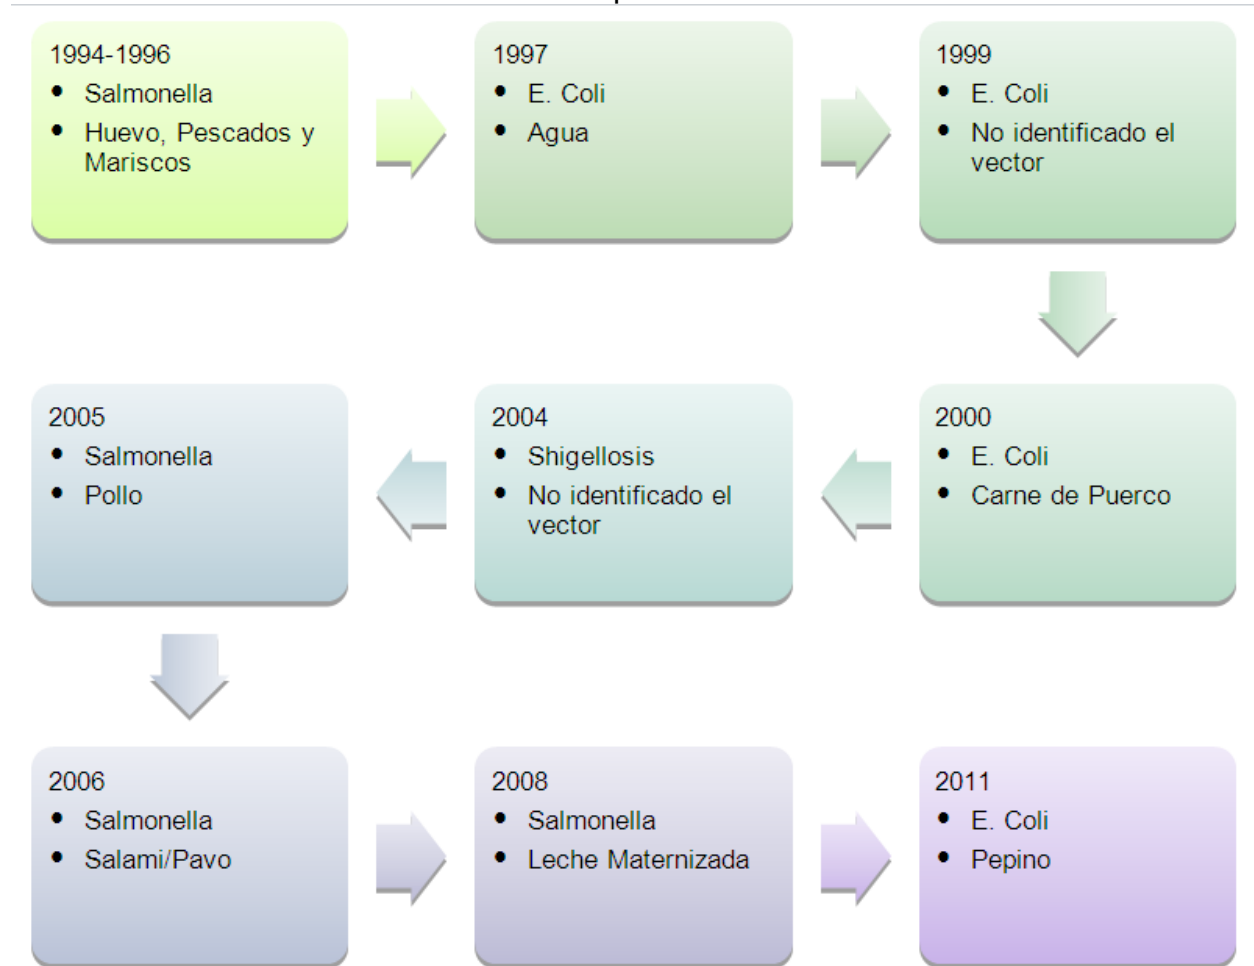 1994-1996
• Salmonella
• Huevo, Pescados y
Mariscos
1997
• E. Coli
• Agua
1999
• E. Coli
• No identificado el
vector
2000
• E. Coli
• Carne de Puerco
2004
• Shigellosis
• No identificado el
vector
2005
• Salmonella
• Pollo
2006
• Salmonella
• Salami/Pavo
2008
• Salmonella
• Leche Maternizada
2011
• E. Coli
• Pepino